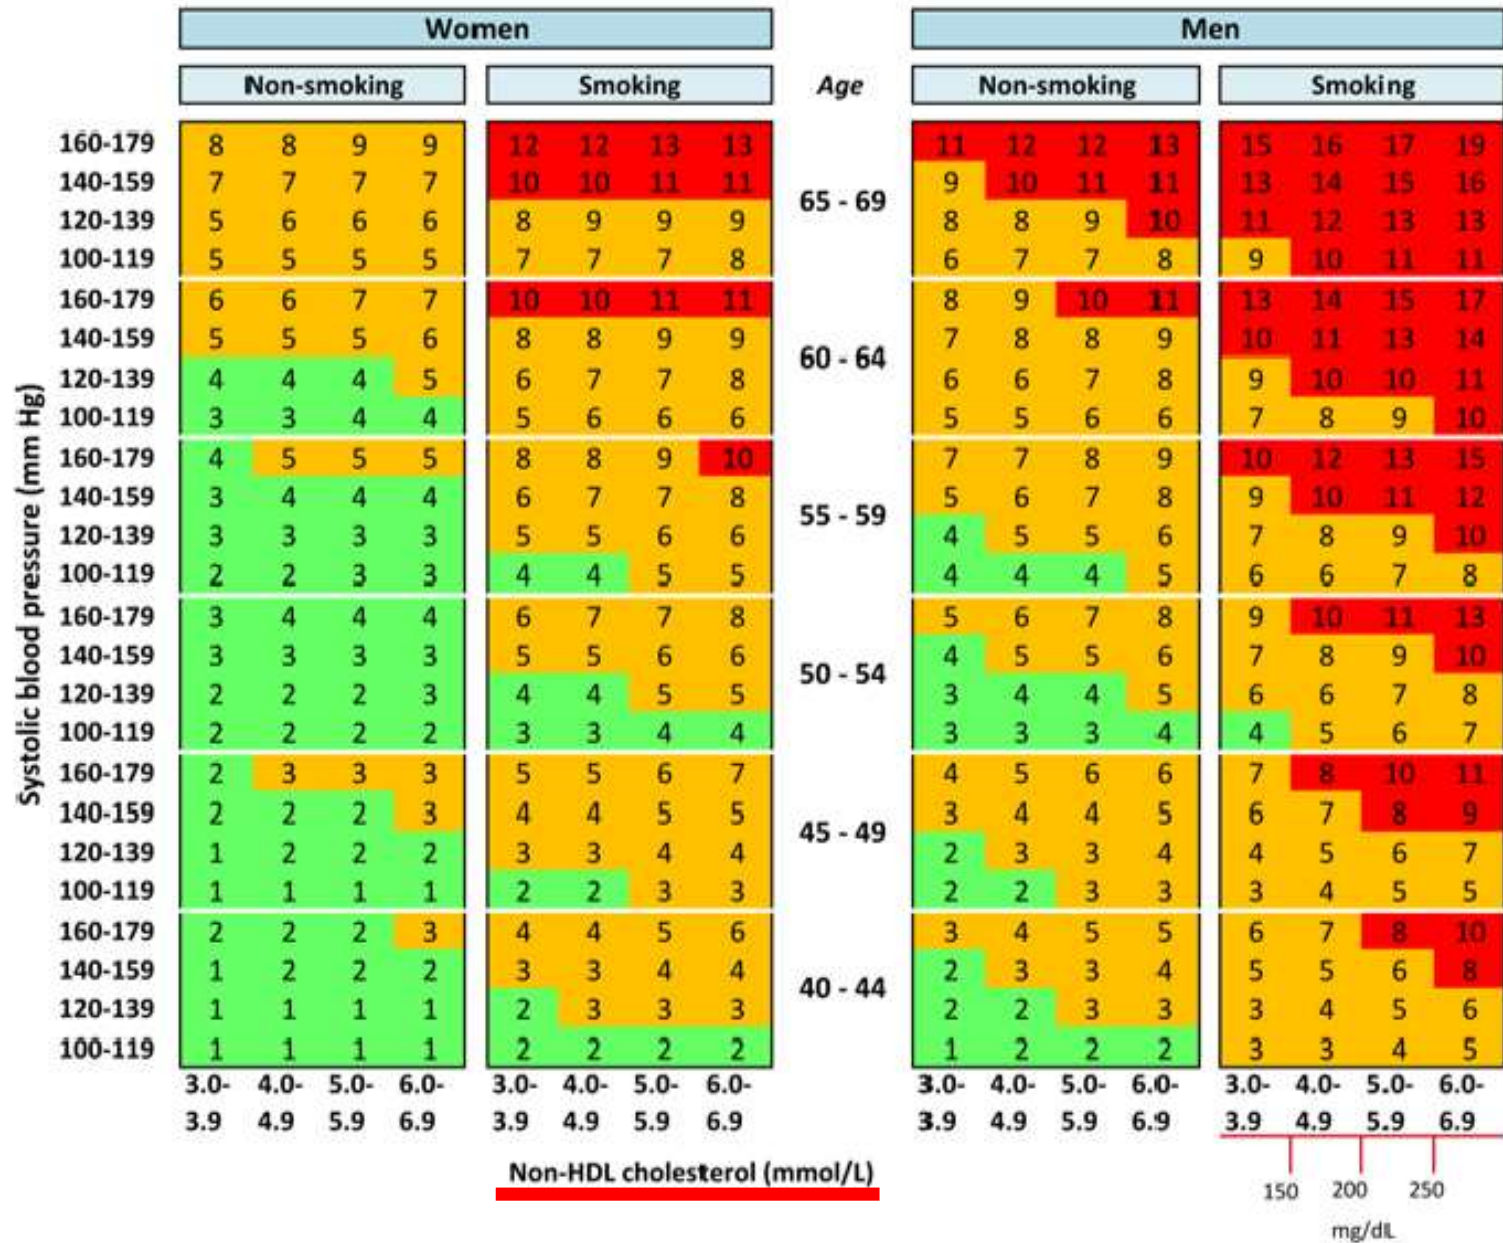 Women Men
Non-smoking Smoking Age Non-smoking Smoking
Systolic blood pressure (mm Hg)
160-179 8 8 9 9 12 12 13 13 11 12 12 13 15 16 17 19
140-159 7 7 7 7 10 10 11 11 9 10 11 11 13 14 15 16
65 - 69
120-139 5 6 6 6 8 9 9 9 8 8 9 10 11 12 13 13
100-119 5 5 5 5 7 7 7 8 6 7 7 8 9 10 11 11
160-179 6 6 7 7 10 10 11 11 8 9 10 11 13 14 15 17
140-159 5 5 5 6 8 8 9 9 7 8 8 9 10 11 13 14
60 - 64
120-139 4 4 4 5 6 7 7 8 6 6 7 8 9 10 10 11
100-119 3 3 4 4 5 6 6 6 5 5 6 6 7 8 9 10
160-179 4 5 5 5 8 8 9 10 7 7 8 9 10 12 13 15
140-159 3 4 4 4 6 7 7 8 5 6 7 8 9 10 11 12
55 - 59
120-139 3 3 3 3 5 5 6 6 4 5 5 6 7 8 9 10
100-119 2 2 3 3 4 4 5 5 4 4 4 5 6 6 7 8
160-179 3 4 4 4 6 7 7 8 5 6 7 8 9 10 11 13
140-159 3 3 3 3 5 5 6 6 4 5 5 6 7 8 9 10
50 - 54
120-139 2 2 2 3 4 4 5 5 3 4 4 5 6 6 7 8
100-119 2 2 2 2 3 3 4 4 3 3 3 4 4 5 6 7
160-179 2 3 3 3 5 5 6 7 4 5 6 6 7 8 10 11
140-159 2 2 2 3 4 4 5 5 3 4 4 5 6 7 8 9
45 - 49
120-139 1 2 2 2 3 3 4 4 2 3 3 4 4 5 6 7
100-119 1 1 1 1 2 2 3 3 2 2 3 3 3 4 5 5
160-179 2 2 2 3 4 4 5 6 3 4 5 5 6 7 8 10
140-159 1 2 2 2 3 3 4 4 2 3 3 4 5 5 6 8
40 - 44
120-139 1 1 1 1 2 3 3 3 2 2 3 3 3 4 5 6
100-119 1 1 1 1 2 2 2 2 1 2 2 2 3 3 4 5
3.0- 4.0- 5.0- 6.0- 3.0- 4.0- 5.0- 6.0- 3.0- 4.0- 5.0- 6.0- 3.0- 4.0- 5.0- 6.0-
3.9 4.9 5.9 6.9 3.9 4.9 5.9 6.9 3.9 4.9 5.9 6.9 3.9 4.9 5.9 6.9
Non-HDL cholesterol (mmol/L)
150 200 250
mg/dL